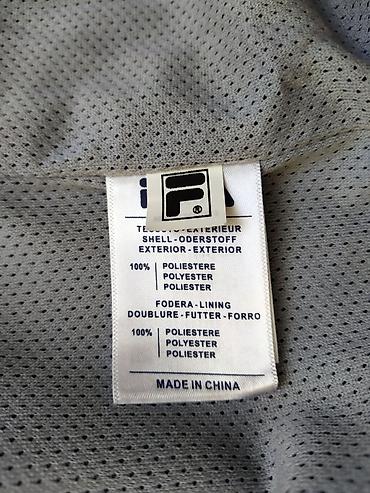 F®
EXTERIEUR
SHELL-ODERSTOFF
EXTERIOR-EXTERIOR
100% POLIESTERE
POLYESTER
POLIESTER
FODERA-LINING
DOUBLURE-FUTTER-FORRO
100% POLIESTERE
POLYESTER
POLIESTER
MADE IN CHINA